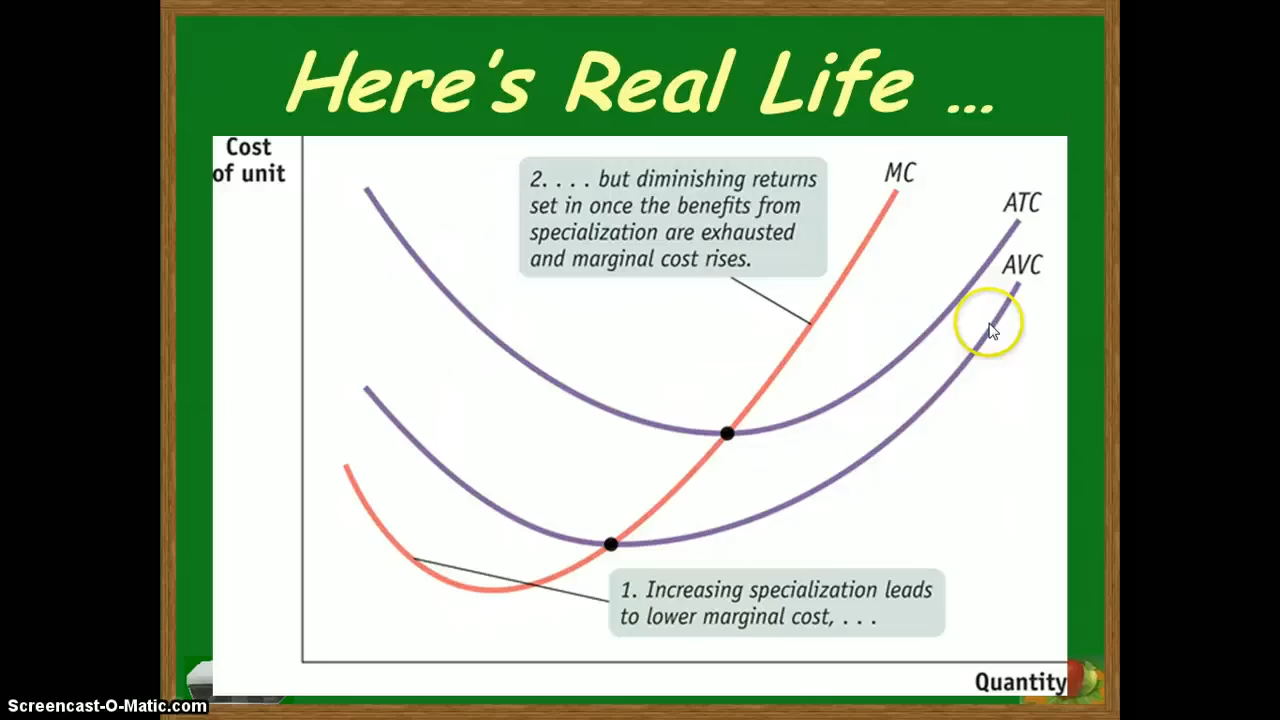 Here's Real Life ...
Cost
of unit
2. . . . but diminishing returns
set in once the benefits from
specialization are exhausted
and marginal cost rises.
MC
ATC
AVC
1. Increasing specialization leads
to lower marginal cost, . . .
Quantity
Screencast-O-Matic.com